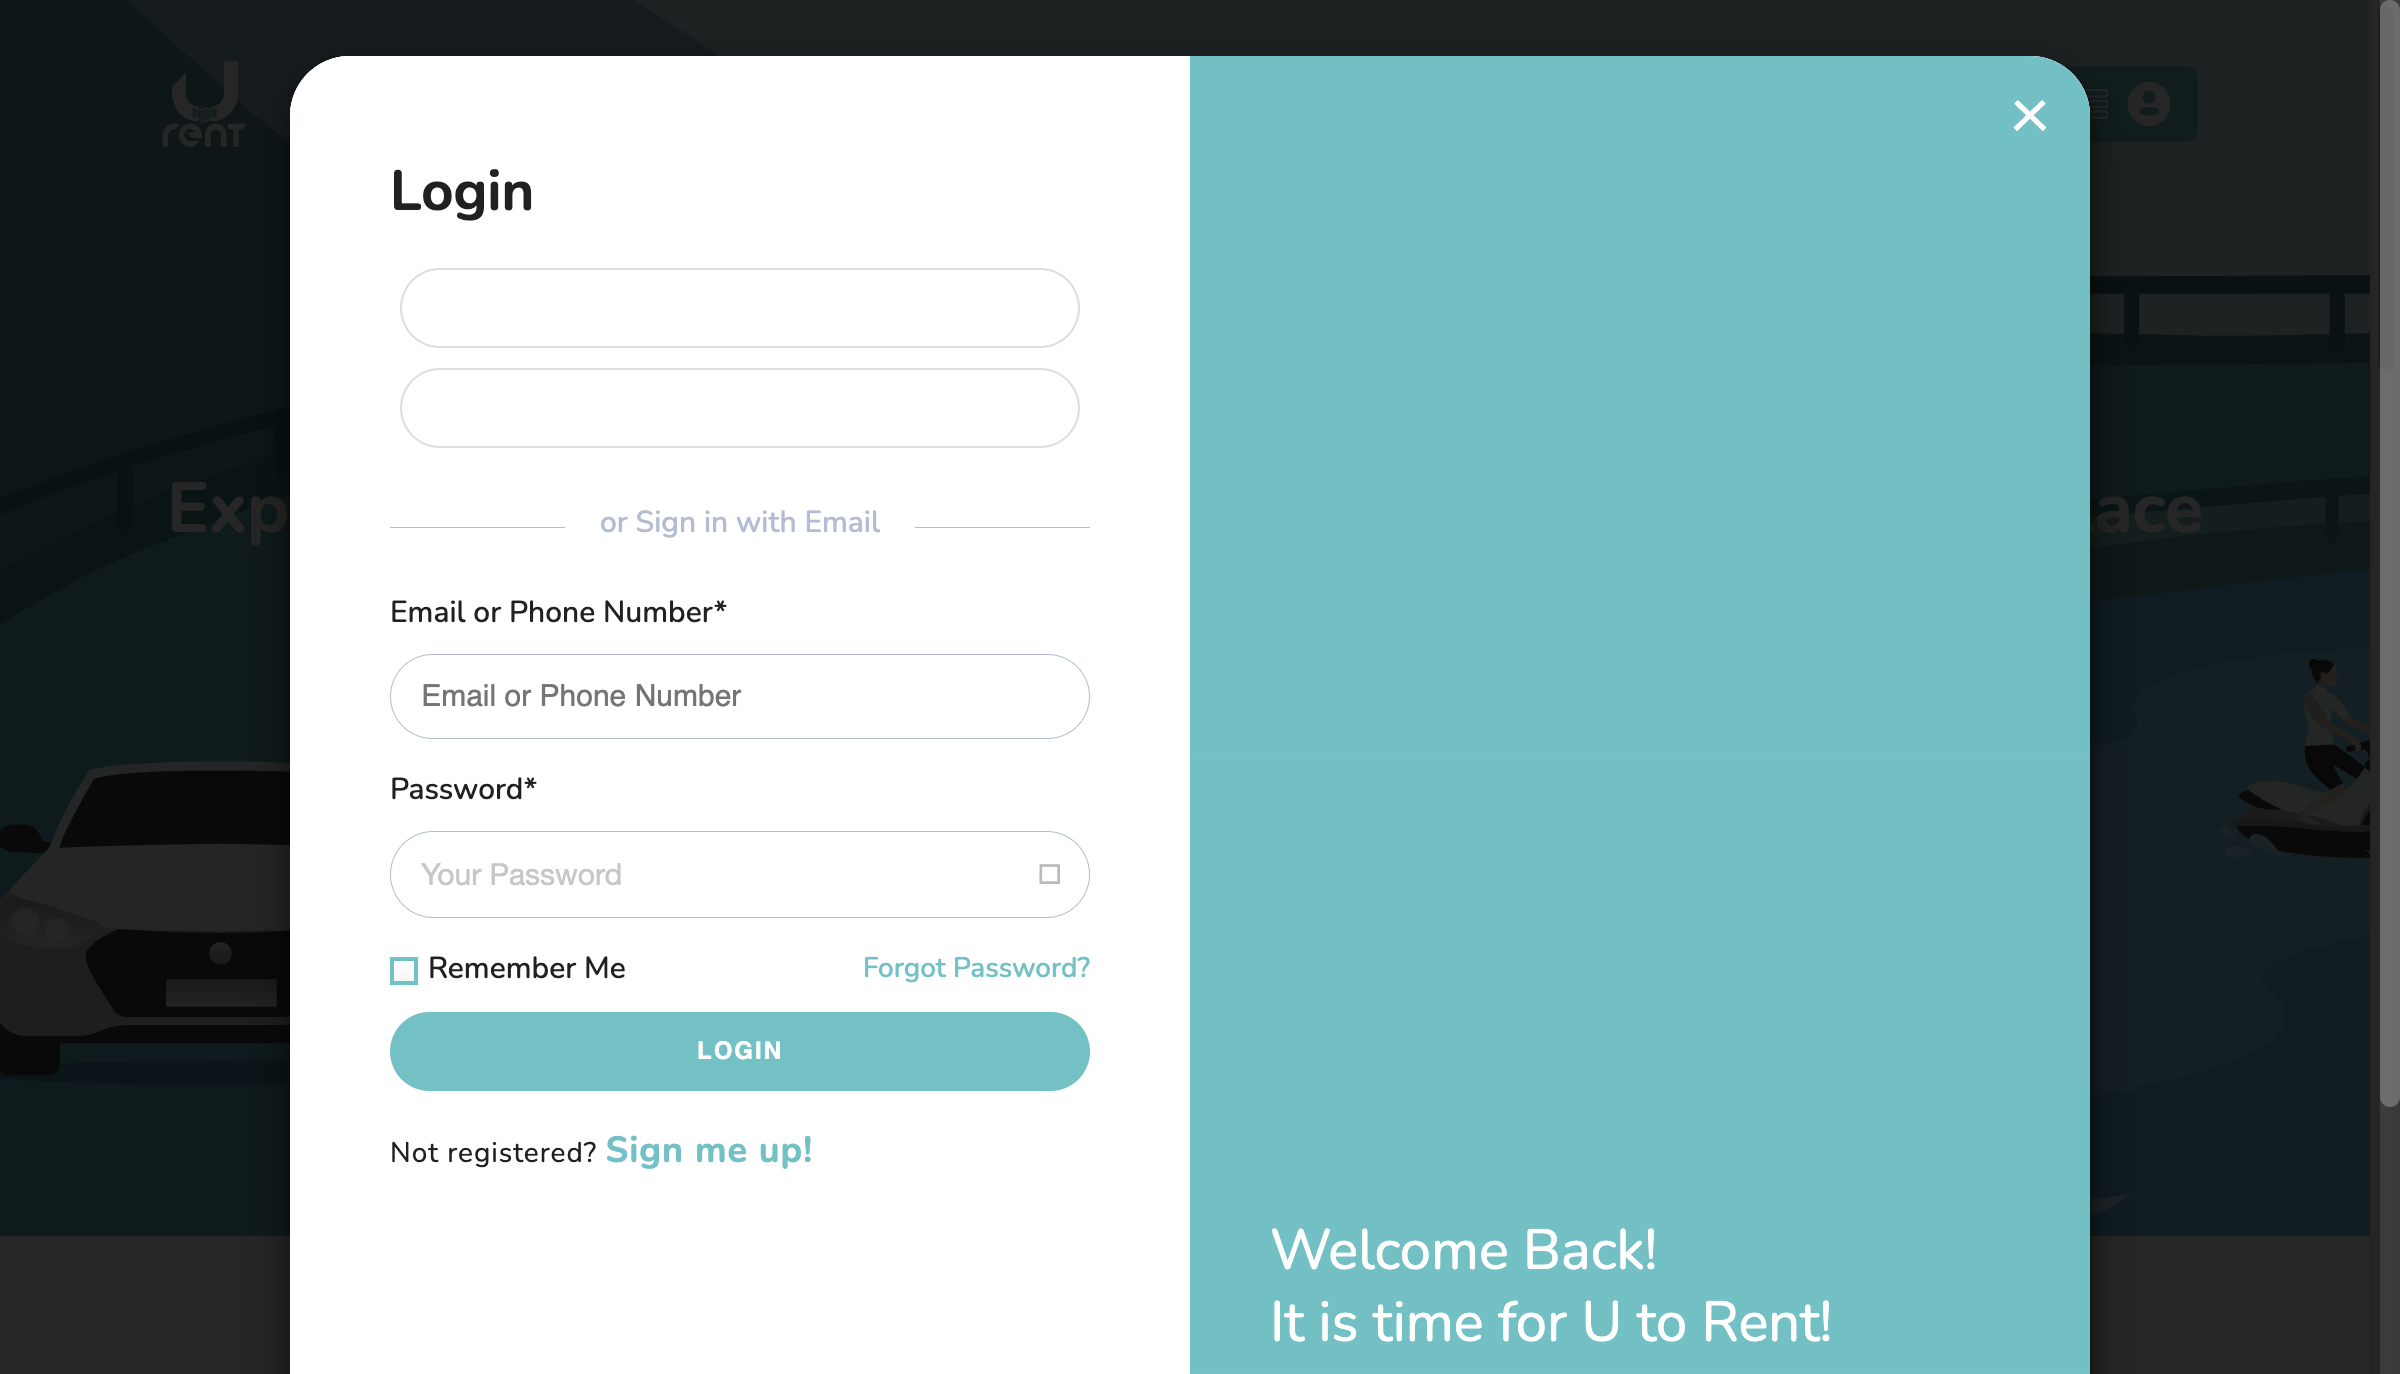 U
rent
Login
or Sign in with Email
Email or Phone Number*
Email or Phone Number
Password*
Your Password
Remember Me
Forgot Password?
LOGIN
Not registered? Sign me up!
Welcome Back!
It is time for U to Rent!
Exp
ace